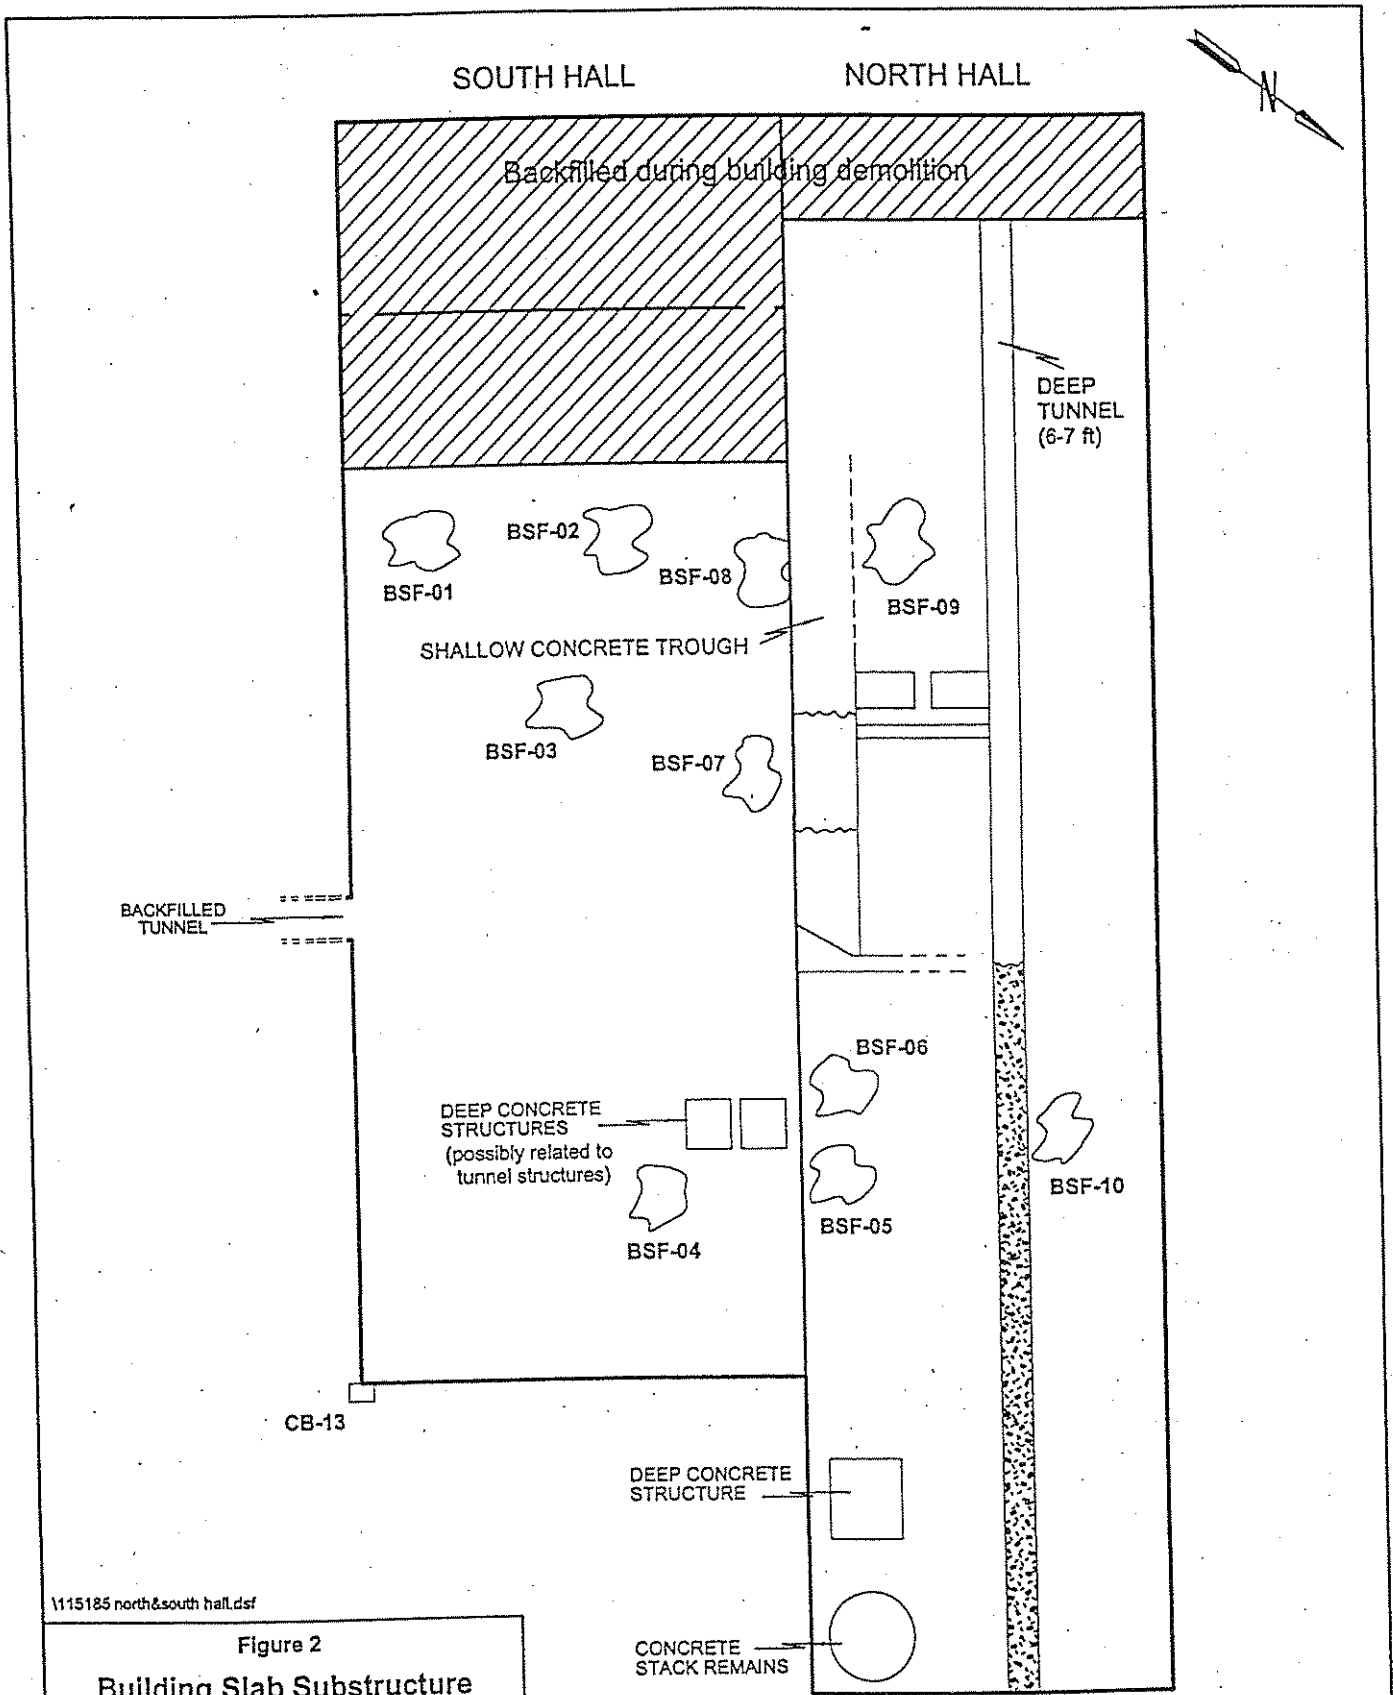 SOUTH HALL
NORTH HALL
N
Backfilled during building demolition
DEEP
TUNNEL
(6-7 ft)
BSF-01
BSF-02
BSF-08
BSF-09
SHALLOW CONCRETE TROUGH
BSF-03
BSF-07
BACKFILLED
TUNNEL
BSF-06
DEEP CONCRETE
STRUCTURES
(possibly related to
tunnel structures)
BSF-10
BSF-05
BSF-04
CB-13
DEEP CONCRETE
STRUCTURE
\115185 north&south hall.dsf
Figure 2
Building Slab Substructure
CONCRETE
STACK REMAINS